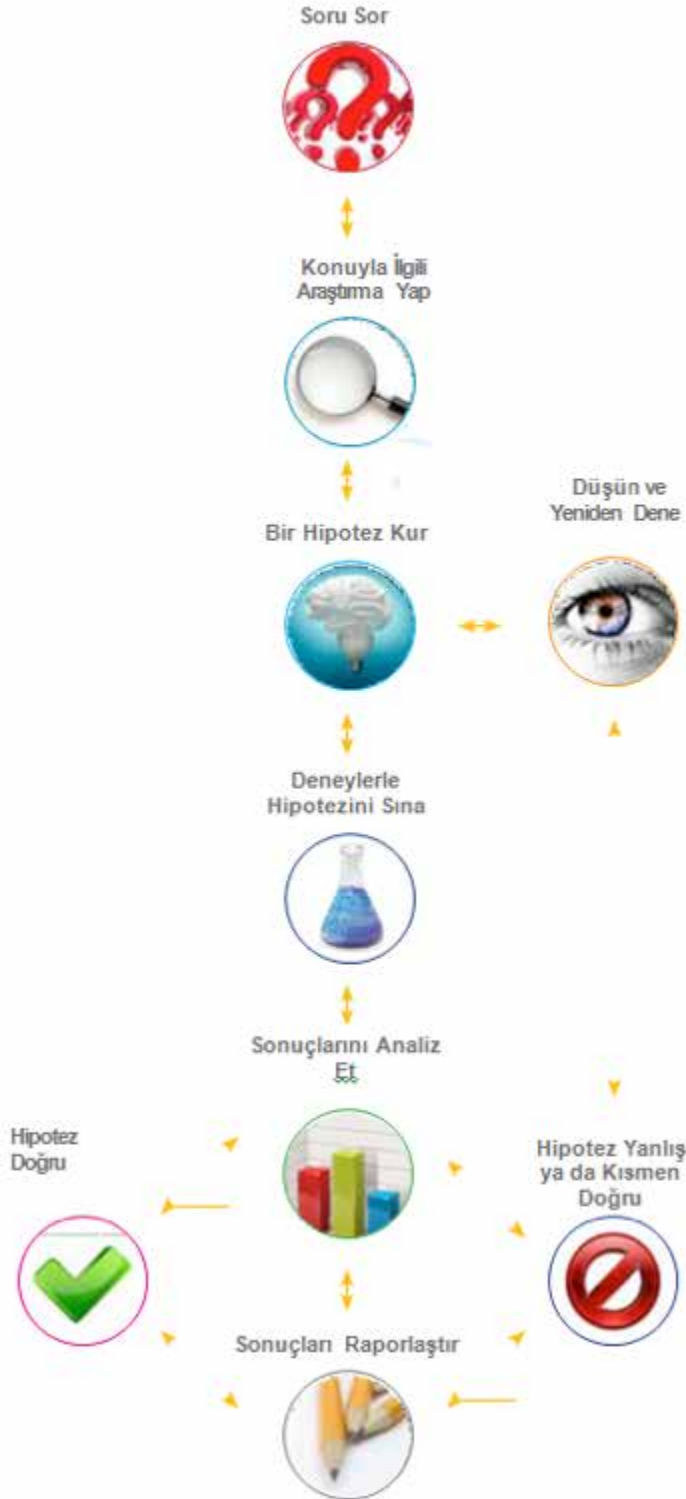 Soru Sor
Konuyla İlgili
Araştırma Yap
Düşün ve
Yeniden Dene
Bir Hipotez Kur
Deneylerle
Hipotezini Sına
Sonuçlarını Analiz
Et
Hipotez
Doğru
Hipotez Yanlış
ya da Kısmen
Doğru
Sonuçları Raporlaştır